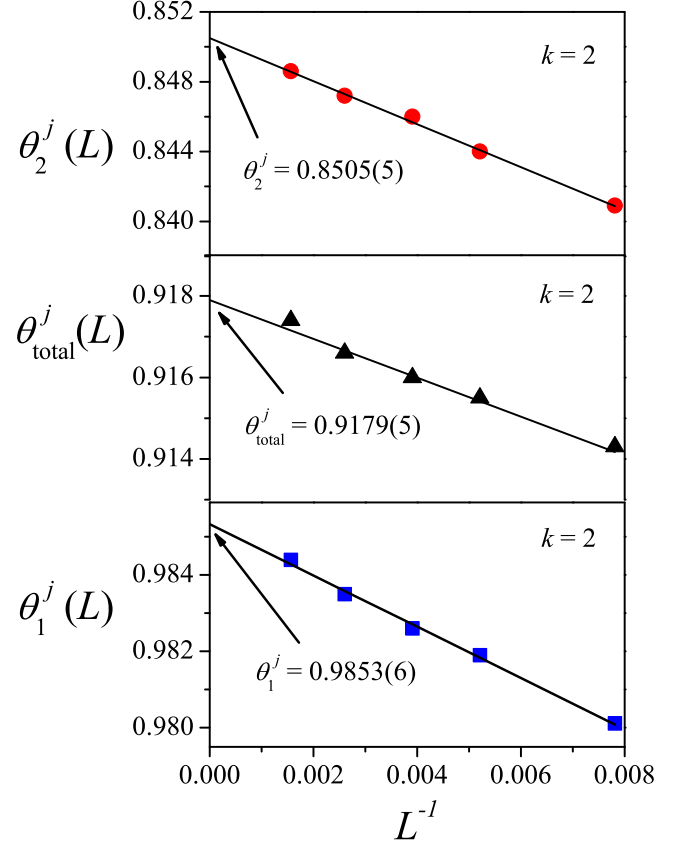 0.852
k = 2
0.848
θ₂ʲ(L)
0.844
θ₂ʲ = 0.8505(5)
0.840
0.918
k = 2
θₜₒₜₐₗʲ(L)
0.916
θₜₒₜₐₗʲ = 0.9179(5)
0.914
k = 2
0.984
θ₁ʲ(L)
0.982
θ₁ʲ = 0.9853(6)
0.980
0.000 0.002 0.004 0.006 0.008
L⁻¹